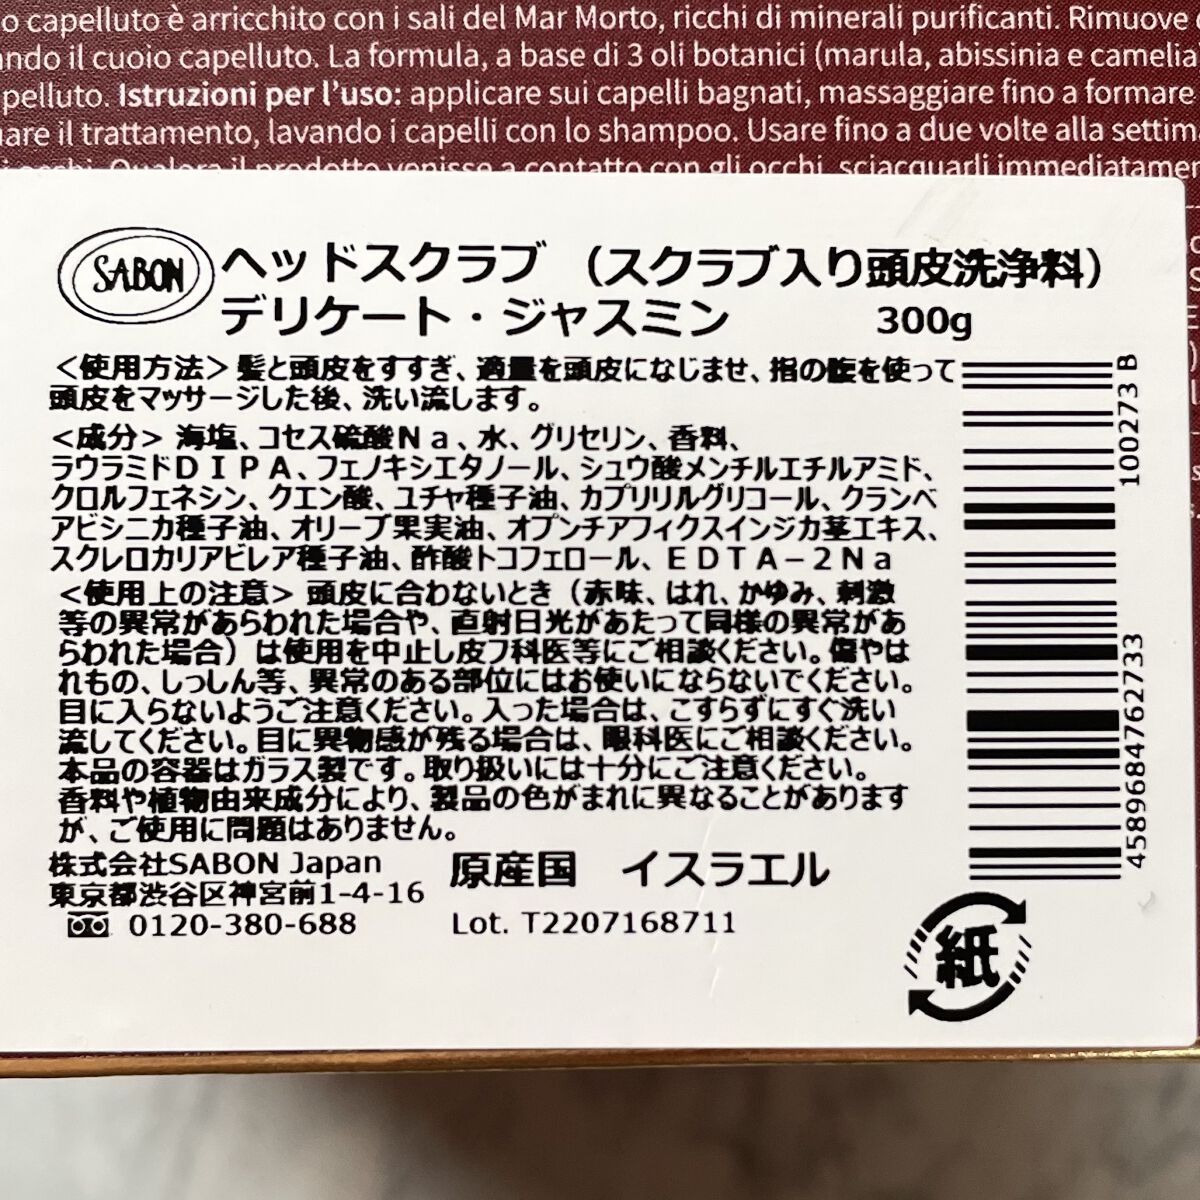 o capelluto è arricchito con i sali del Mar Morto, ricchi di minerali purificanti. Rimuove
ando il cuoio capelluto. La formula, a base di 3 oli botanici (marula, abissinia e camelia
pelluto. Istruzioni per l'uso: applicare sui capelli bagnati, massaggiare fino a formare
nare il trattamento, lavando i capelli con lo shampoo. Usare fino a due volte alla settim
occhi. Qualora il prodotto venisse a contatto con gli occhi, sciacquarli immediatamen
SABON ヘッドスクラブ (スクラブ入り頭皮洗浄料)
デリケート・ジャスミン 300g
<使用方法>髪と頭皮をすすぎ、適量を頭皮になじませ、指の腹を使って
頭皮をマッサージした後、洗い流します。
<成分>海塩、コセス硫酸Na、水、グリセリン、香料、
ラウラミドDIPA、フェノキシエタノール、シュウ酸メンチルエチルアミド、
クロルフェネシン、クエン酸、ユチャ種子油、カプリリルグリコール、クランベ
アビシニカ種子油、オリーブ果実油、オプンチアフィクスインジカ茎エキス、
スクレロカリアビレア種子油、酢酸トコフェロール、EDTA-2Na
<使用上の注意>頭皮に合わないとき(赤味、はれ、かゆみ、刺激
等の異常があらわれた場合や、直射日光があたって同様の異常があ
らわれた場合)は使用を中止し皮フ科医等にご相談ください。傷やは
れもの、しっしん等、異常のある部位にはお使いにならないでください。
目に入らないようご注意ください。入った場合は、こすらずにすぐ洗い
流してください。目に異物感が残る場合は、眼科医にご相談ください。
本品の容器はガラス製です。取り扱いには十分にご注意ください。
香料や植物由来成分により、製品の色がまれに異なることがあります
が、ご使用に問題はありません。
株式会社SABON Japan
東京都渋谷区神宮前1-4-16
0120-380-688
原産国 イスラエル
Lot. T2207168711
100273 B
4589684762733
紙